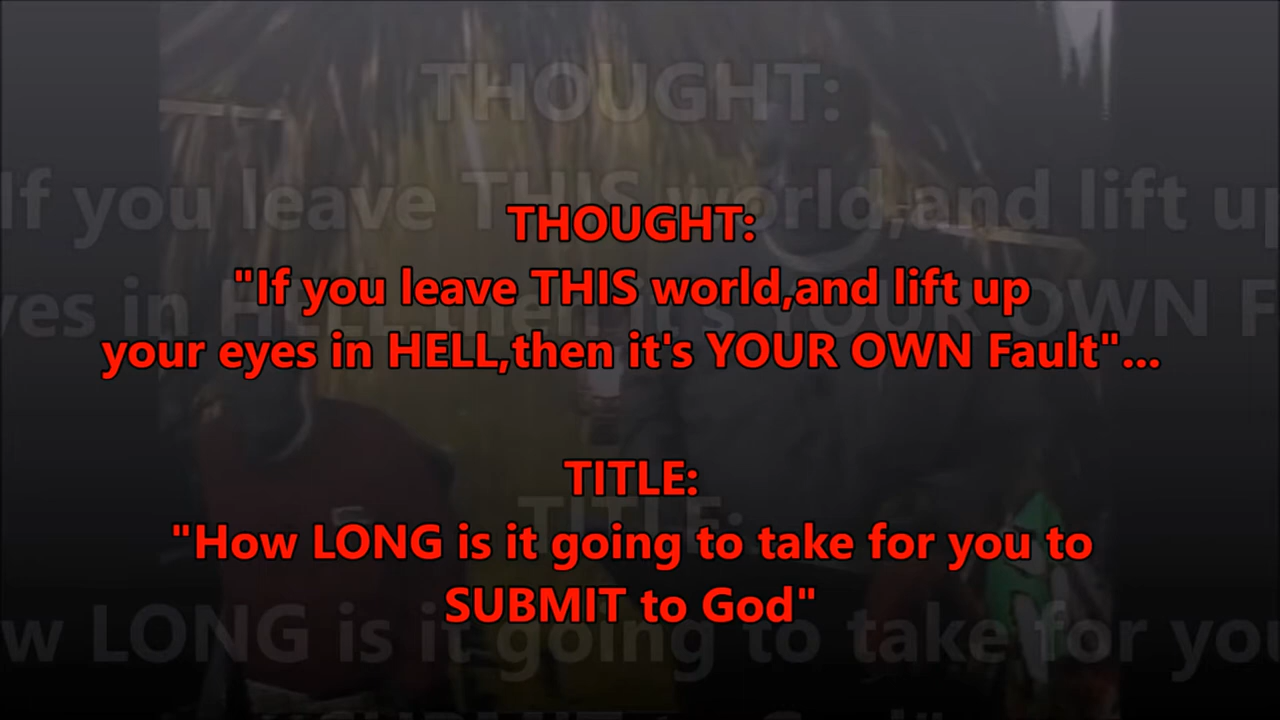 THOUGHT:
"If you leave THIS world,and lift up
your eyes in HELL,then it's YOUR OWN Fault"...
TITLE:
"How LONG is it going to take for you to
SUBMIT to God"